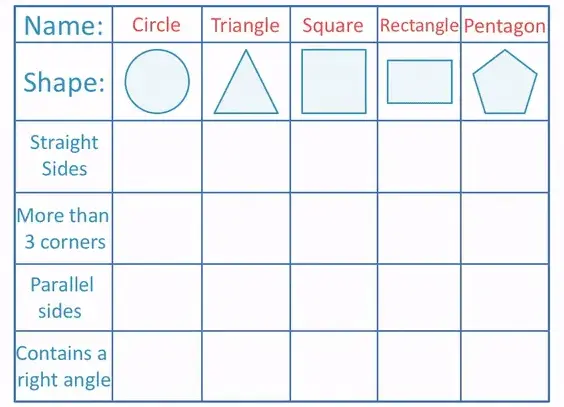 Name: Circle Triangle Square Rectangle Pentagon
Shape:
Straight
Sides
More than
3 corners
Parallel
sides
Contains a
right angle